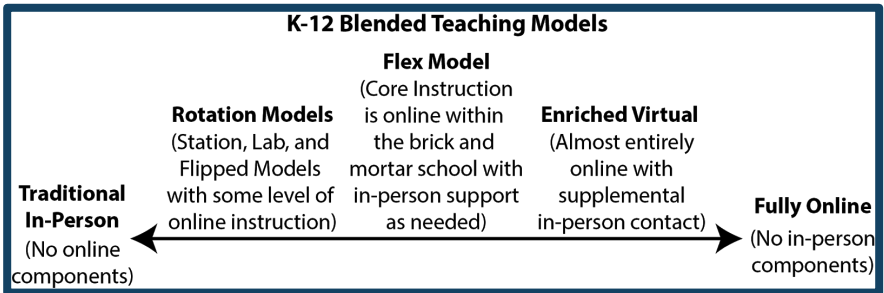 K-12 Blended Teaching Models
Traditional
In-Person
(No online
components)
Rotation Models
(Station, Lab, and
Flipped Models
with some level of
online instruction)
Flex Model
(Core Instruction
is online within
the brick and
mortar school with
in-person support
as needed)
Enriched Virtual
(Almost entirely
online with
supplemental
in-person contact)
Fully Online
(No in-person
components)